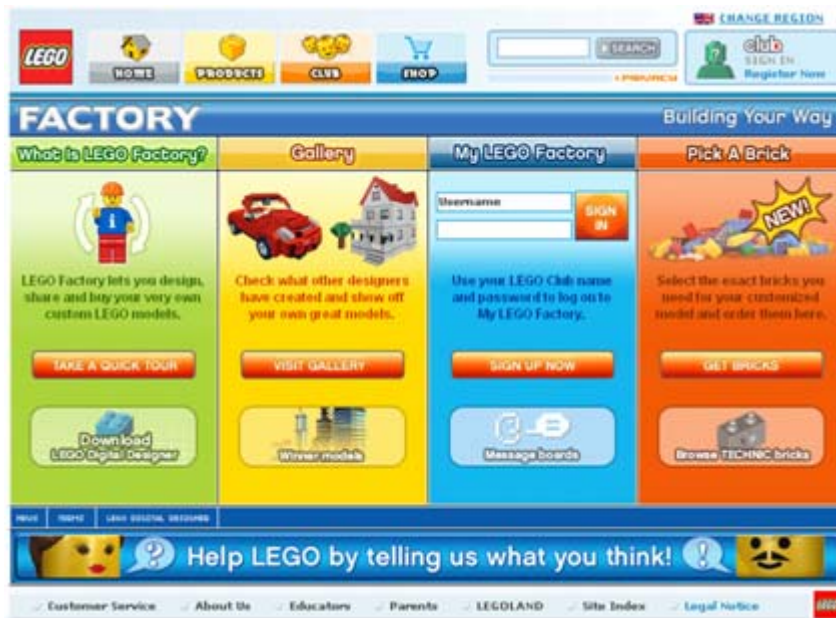 CHANGE REGION
LEGO
HOME
PRODUCTS
CLUB
SHOP
SEARCH
PRIVACY
club
SIGN IN
Register Now
FACTORY
Building Your Way
What is LEGO Factory?
Gallery
My LEGO Factory
Pick A Brick
Username
SIGN
IN
NEW!
LEGO Factory lets you design,
share and buy your very own
custom LEGO models.
Check what other designers
have created and show off
your own great models.
Use your LEGO Club name
and password to log on to
My LEGO Factory.
Select the exact bricks you
need for your customized
model and order them here.
TAKE A QUICK TOUR
VISIT GALLERY
SIGN UP NOW
GET BRICKS
Download
LEGO Digital Designer
Winner models
Message boards
Browse TECHNIC bricks
LEGO DIGITAL DESIGNER
Help LEGO by telling us what you think!
Customer Service
About Us
Educators
Parents
LEGOLAND
Site Index
Legal Notice
LEGO